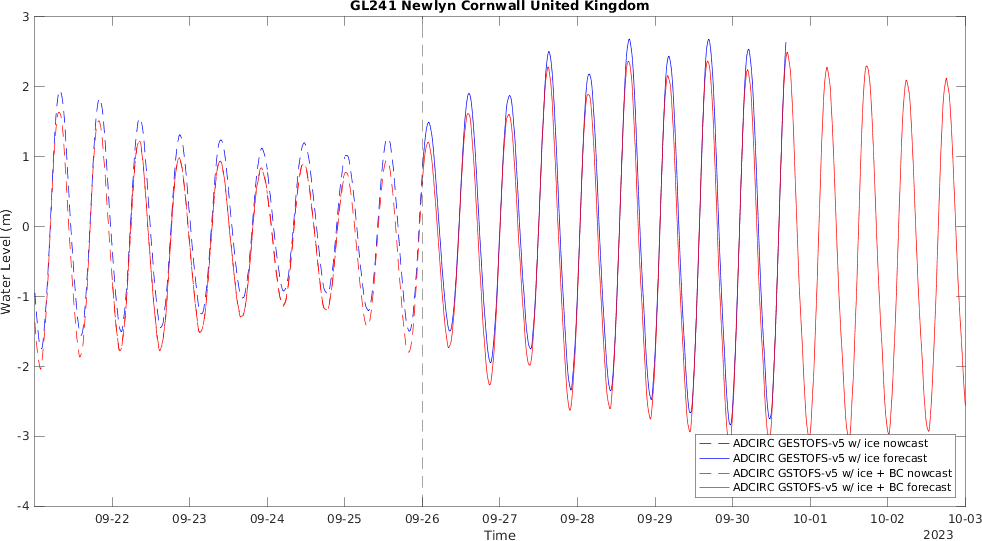 GL241 Newlyn Cornwall United Kingdom
3
2
1
0
-1
-2
-3
-4
Water Level (m)
ADCIRC GESTOFS-v5 w/ ice nowcast
ADCIRC GESTOFS-v5 w/ ice forecast
ADCIRC GSTOFS-v5 w/ ice + BC nowcast
ADCIRC GSTOFS-v5 w/ ice + BC forecast
09-22 09-23 09-24 09-25 09-26 09-27 09-28 09-29 09-30 10-01 10-02 10-03
Time
2023